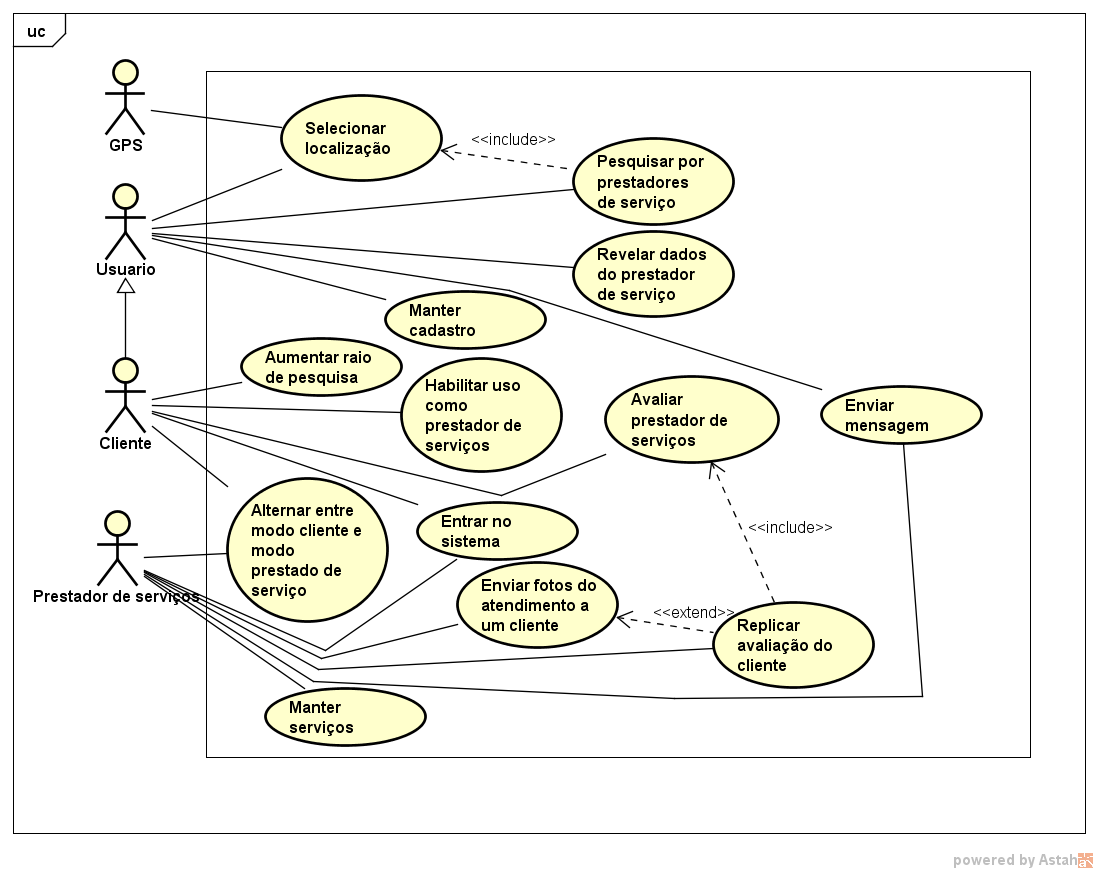 uc
GPS
Selecionar
localização
<<include>>
Pesquisar por
prestadores
de serviço
Usuario
Revelar dados
do prestador
de serviço
Manter
cadastro
Aumentar raio
de pesquisa
Habilitar uso
como
prestador de
serviços
Avaliar
prestador de
serviços
Enviar
mensagem
Cliente
Alternar entre
modo cliente e
modo
prestado de
serviço
Entrar no
sistema
<<include>>
Prestador de serviços
Enviar fotos do
atendimento a
um cliente
<<extend>>
Replicar
avaliação do
cliente
Manter
serviços
powered by Astah